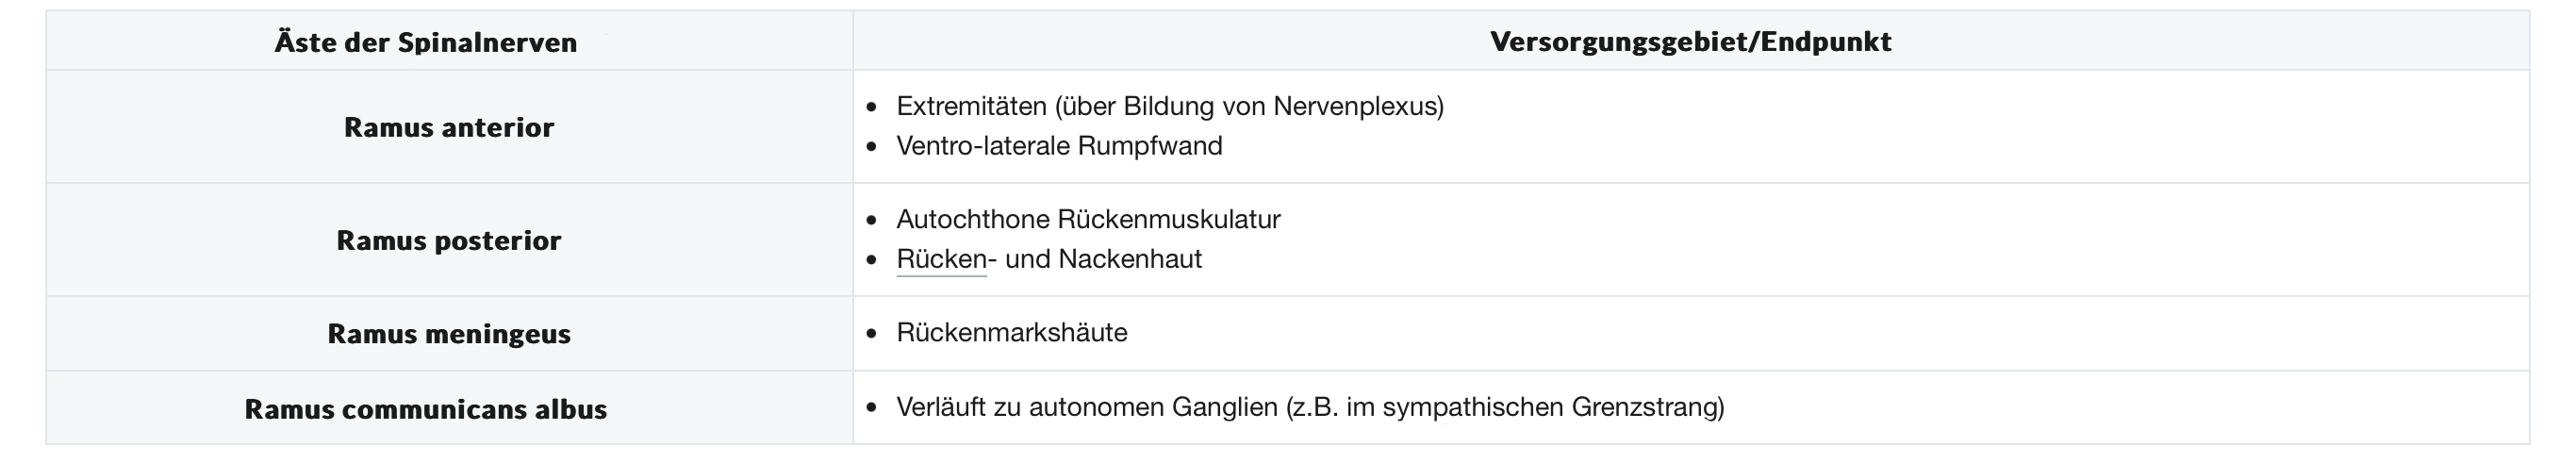 Äste der Spinalnerven
Versorgungsgebiet/Endpunkt
Ramus anterior
• Extremitäten (über Bildung von Nervenplexus)
• Ventro-laterale Rumpfwand
Ramus posterior
• Autochthone Rückenmuskulatur
• Rücken- und Nackenhaut
Ramus meningeus
• Rückenmarkshäute
Ramus communicans albus
• Verläuft zu autonomen Ganglien (z.B. im sympathischen Grenzstrang)